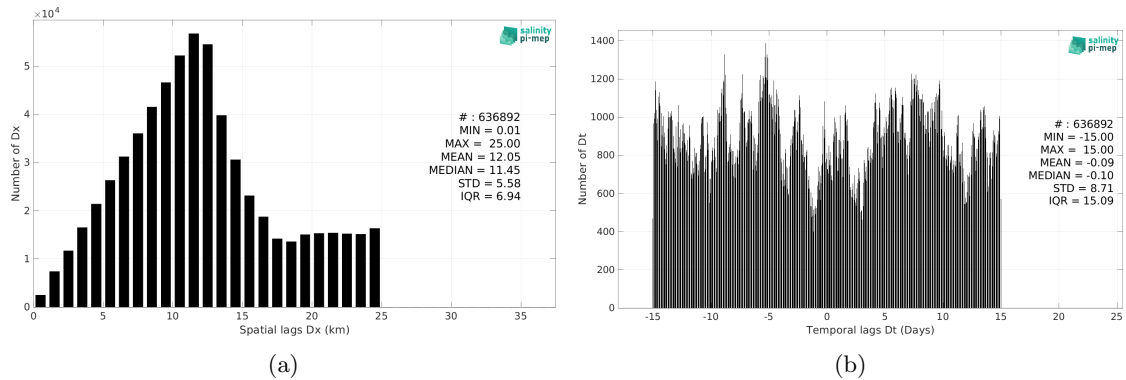 ×10⁴
salinity
pi-mep
5
4
3
2
1
0
Number of Dx
# : 636892
MIN = 0.01
MAX = 25.00
MEAN = 12.05
MEDIAN = 11.45
STD = 5.58
IQR = 6.94
0 5 10 15 20 25 30 35
Spatial lags Dx (km)
(a)
salinity
pi-mep
1400
1200
1000
800
600
400
200
0
Number of Dt
# : 636892
MIN = -15.00
MAX = 15.00
MEAN = -0.09
MEDIAN = -0.10
STD = 8.71
IQR = 15.09
-15 -10 -5 0 5 10 15 20 25
Temporal lags Dt (Days)
(b)